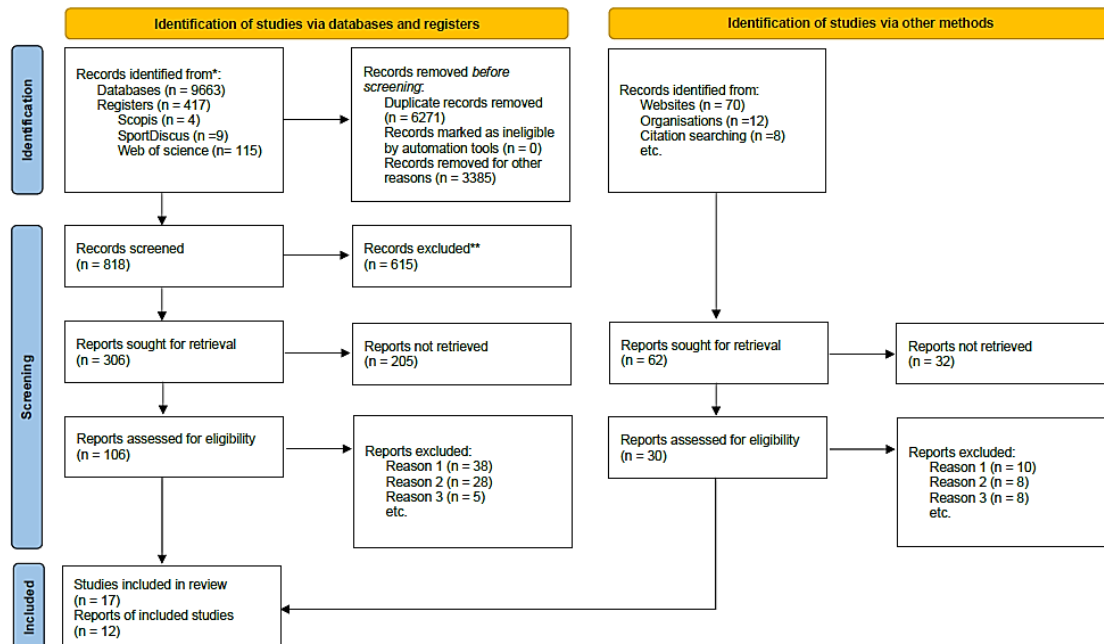 Identification of studies via databases and registers
Identification of studies via other methods
Identification
Records identified from*:
Databases (n = 9663)
Registers (n = 417)
Scopis (n = 4)
SportDiscus (n =9)
Web of science (n= 115)
Records removed before
screening:
Duplicate records removed
(n = 6271)
Records marked as ineligible
by automation tools (n = 0)
Records removed for other
reasons (n = 3385)
Records identified from:
Websites (n = 70)
Organisations (n =12)
Citation searching (n =8)
etc.
Screening
Records screened
(n = 818)
Records excluded**
(n = 615)
Reports sought for retrieval
(n = 306)
Reports not retrieved
(n = 205)
Reports sought for retrieval
(n = 62)
Reports not retrieved
(n = 32)
Reports assessed for eligibility
(n = 106)
Reports excluded:
Reason 1 (n = 38)
Reason 2 (n = 28)
Reason 3 (n = 5)
etc.
Reports assessed for eligibility
(n = 30)
Reports excluded:
Reason 1 (n = 10)
Reason 2 (n = 8)
Reason 3 (n = 8)
etc.
Included
Studies included in review
(n = 17)
Reports of included studies
(n = 12)